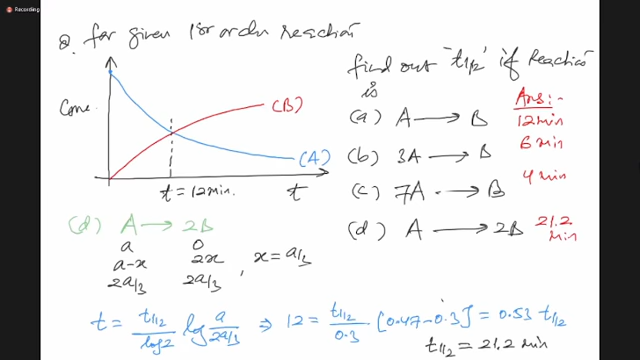 Recording
Q. for given 1st order reaction
find out "t1/2" if Reaction is
Conc.
(B)
(A)
t = 12 min.
t
Ans:-
(a) A → B 12 min
(b) 3A → B 6 min
(c) 7A → B 4 min
(d) A → 2B 21.2 min
(d) A → 2B
a 0
a-x 2x , x = a/3
2a/3 2a/3
t = t1/2/log2 log a/2a/3 ⇒ 12 = t1/2/0.3 [0.47-0.3] = 0.53 t1/2
t1/2 = 21.2 min